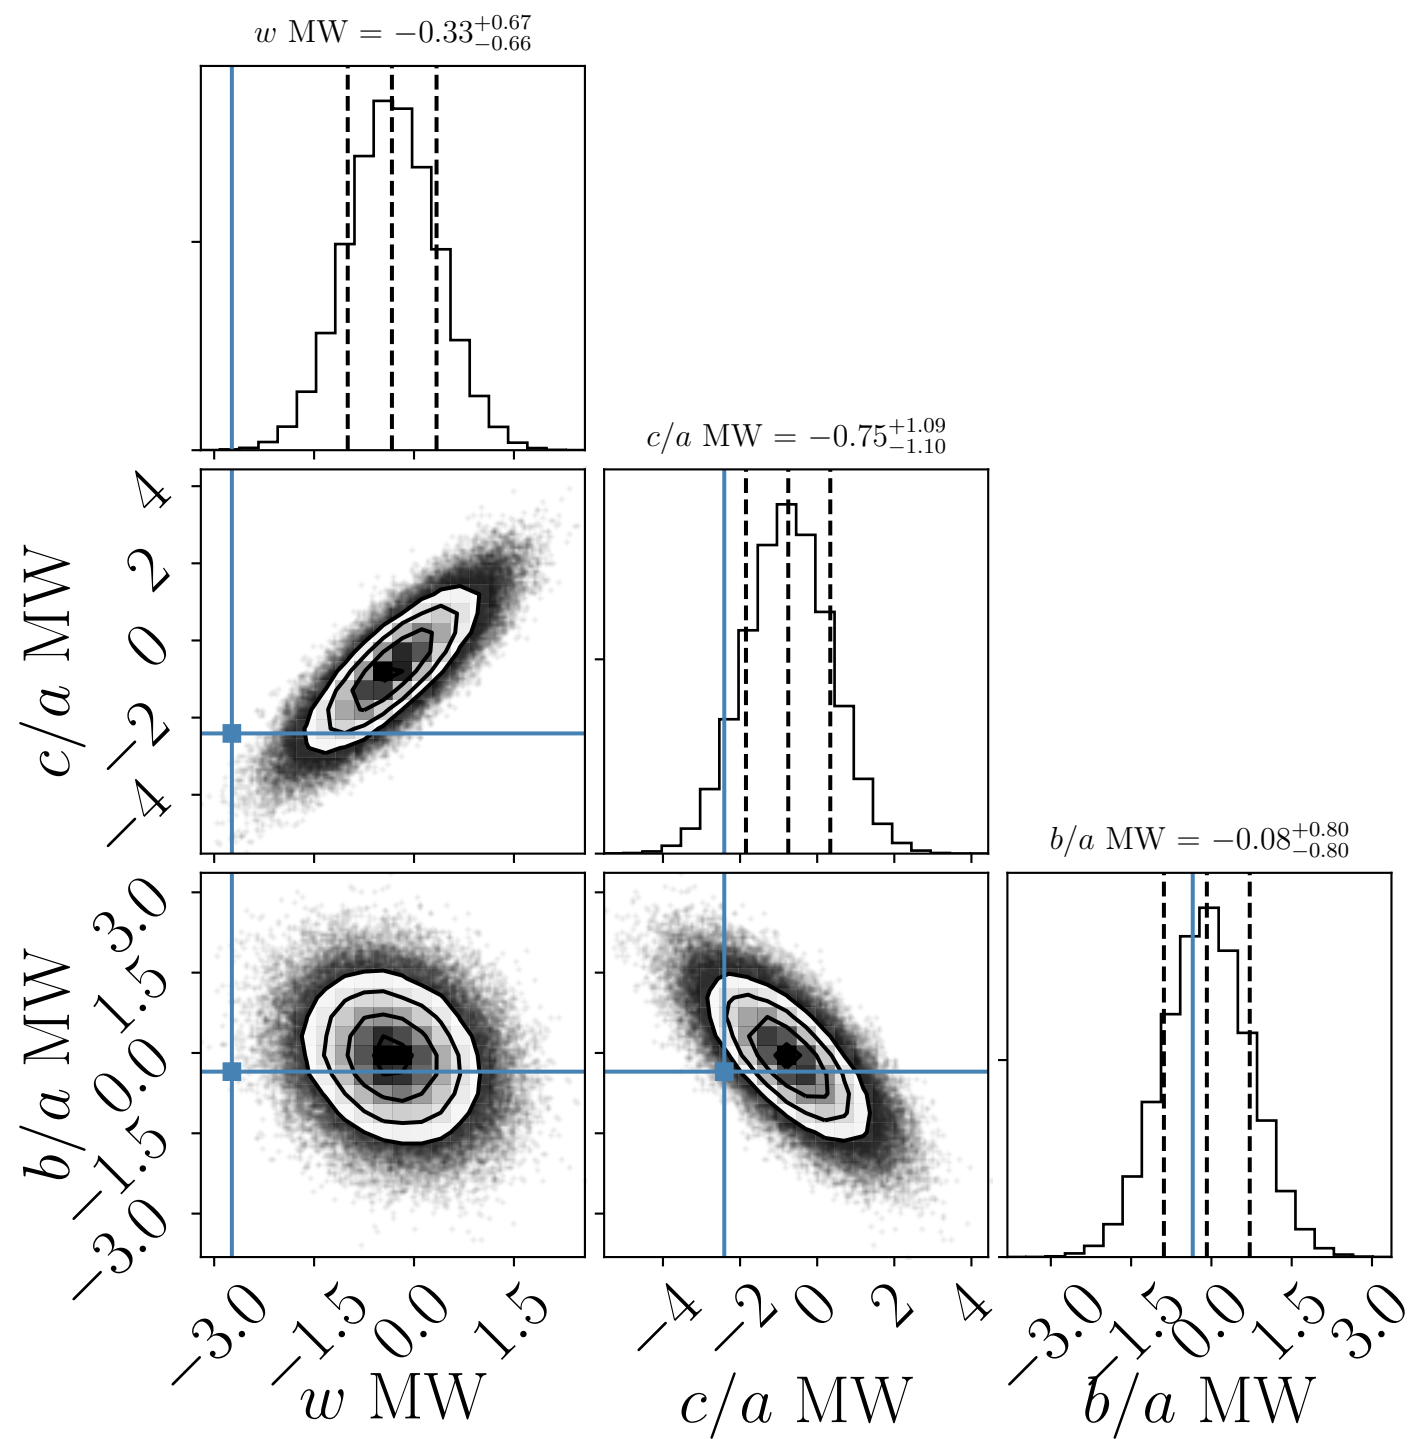 w MW = −0.33+0.67−0.66
c/a MW = −0.75+1.09−1.10
b/a MW = −0.08+0.80−0.80
c/a MW
4
2
0
−2
−4
b/a MW
3.0
1.5
0.0
−1.5
−3.0
−3.0 −1.5 0.0 1.5
−4 −2 0 2 4
−3.0 −1.5 0.0 1.5 3.0
w MW
c/a MW
b/a MW